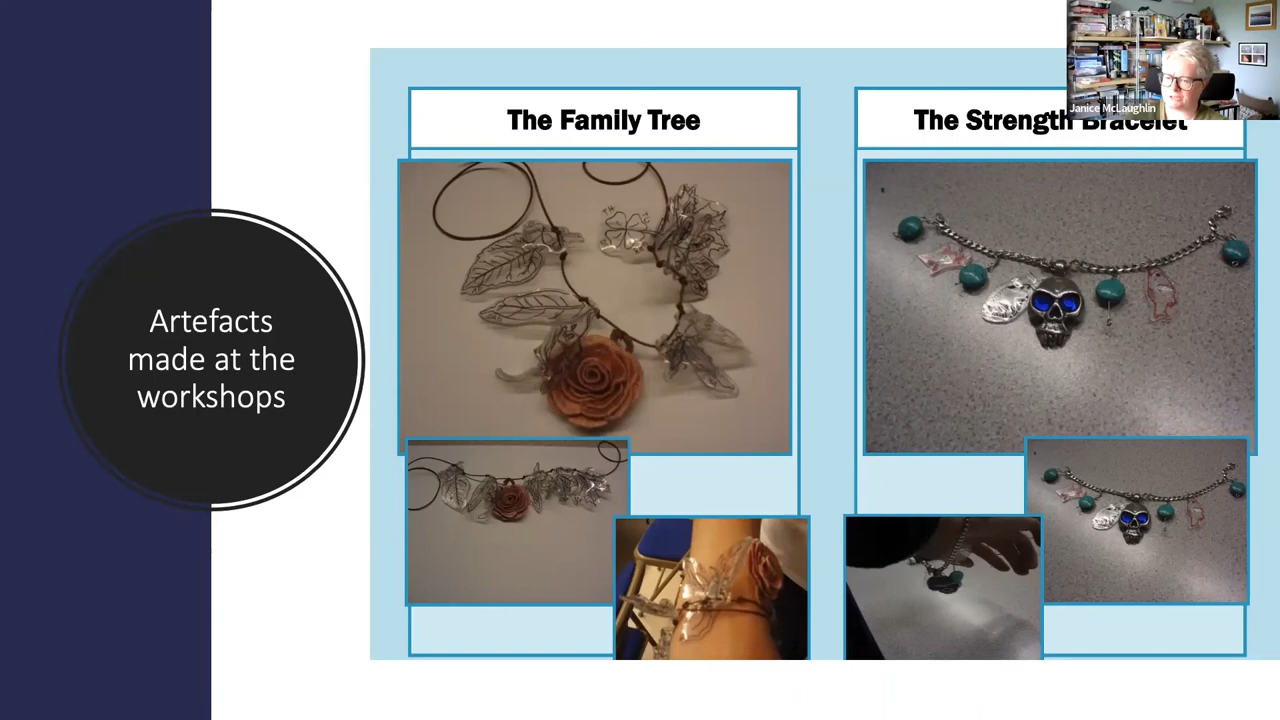 Artefacts
made at the
workshops
The Family Tree
The Strength Bracelet
Janice McLaughlin